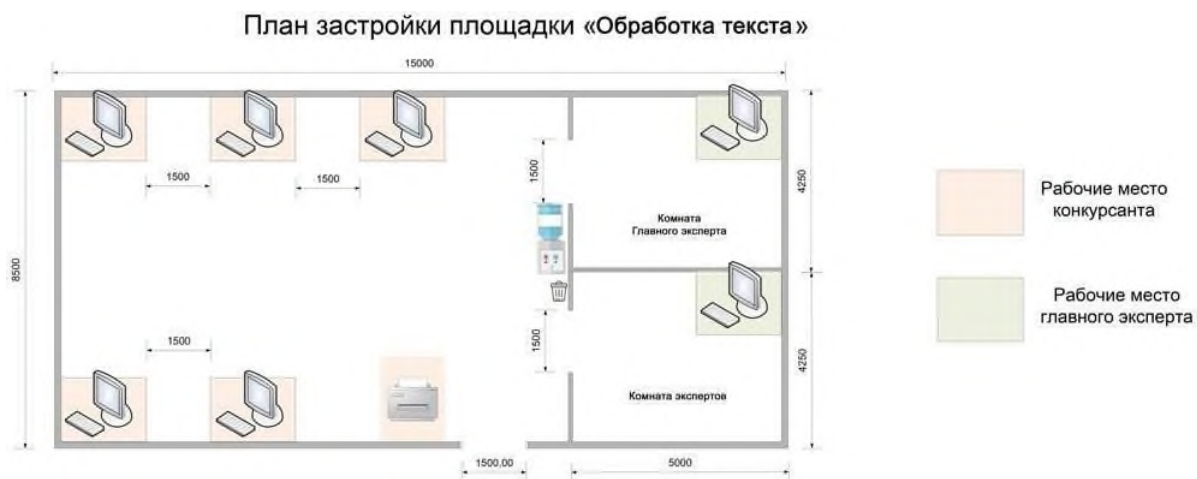 План застройки площадки «Обработка текста»
15000
8500
1500
1500
1500
4250
Комната
Главного эксперта
Рабочие место
конкурсанта
Рабочие место
главного эксперта
1500
1500
4250
Комната экспертов
1500,00
5000